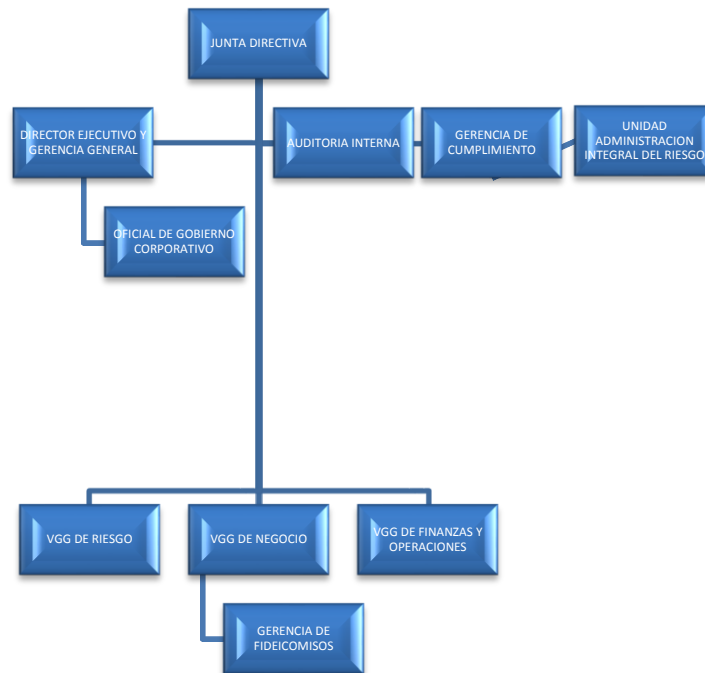 JUNTA DIRECTIVA
DIRECTOR EJECUTIVO Y
GERENCIA GENERAL
AUDITORIA INTERNA
GERENCIA DE
CUMPLIMIENTO
UNIDAD
ADMINISTRACION
INTEGRAL DEL RIESGO
OFICIAL DE GOBIERNO
CORPORATIVO
VGG DE RIESGO
VGG DE NEGOCIO
VGG DE FINANZAS Y
OPERACIONES
GERENCIA DE
FIDEICOMISOS